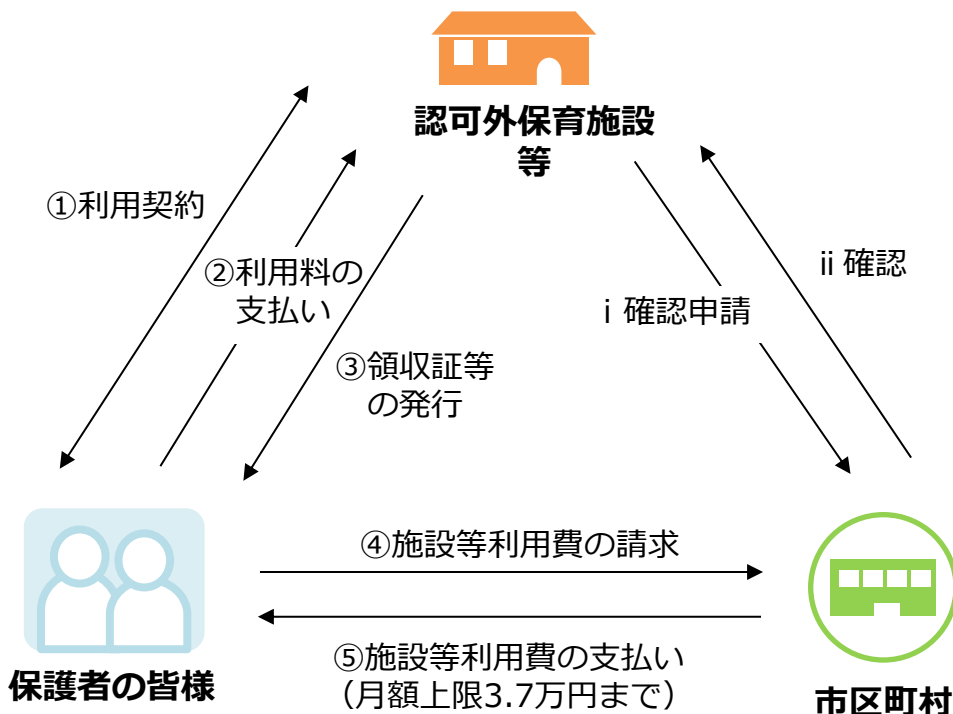 認可外保育施設
等
①利用契約
②利用料の
支払い
③領収証等
の発行
ⅰ 確認申請
ⅱ 確認
④施設等利用費の請求
⑤施設等利用費の支払い
（月額上限3.7万円まで）
保護者の皆様
市区町村